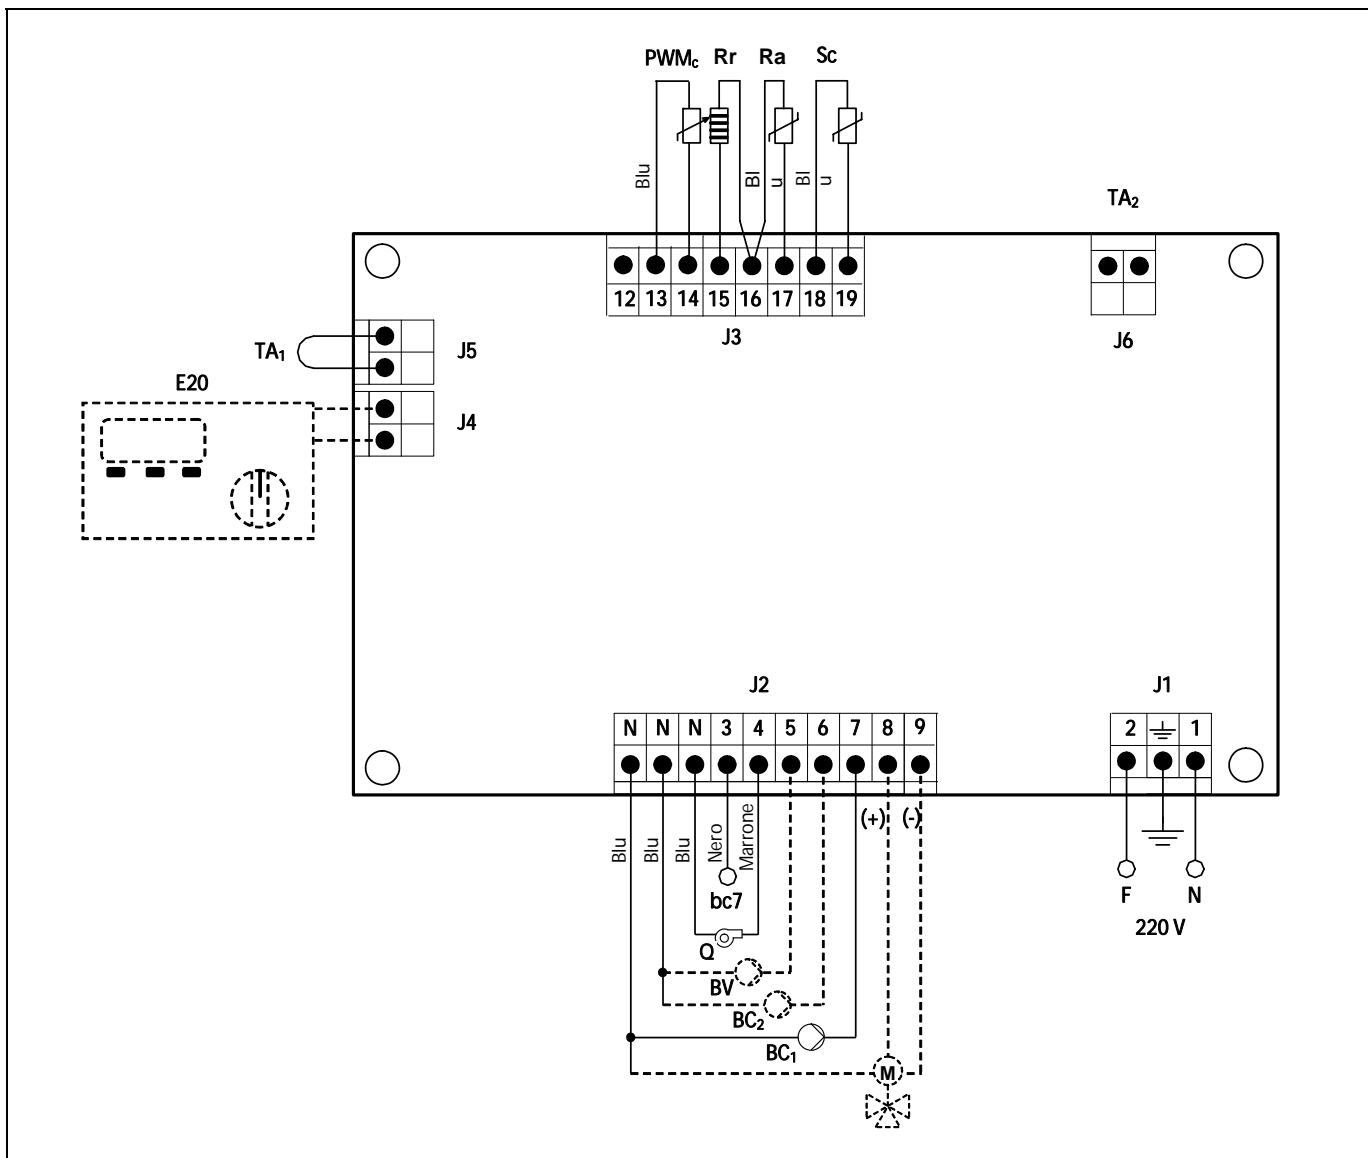 PWMc Rr Ra Sc
Blu Bl u Bl u
TA2
12 13 14 15 16 17 18 19
J3
J6
TA1
J5
E20
J4
J2
J1
N N N 3 4 5 6 7 8 9
2 1
(+) (-)
Blu Blu Blu Nero Marrone
bc7
F N
220 V
Q
BV
BC2
BC1
M